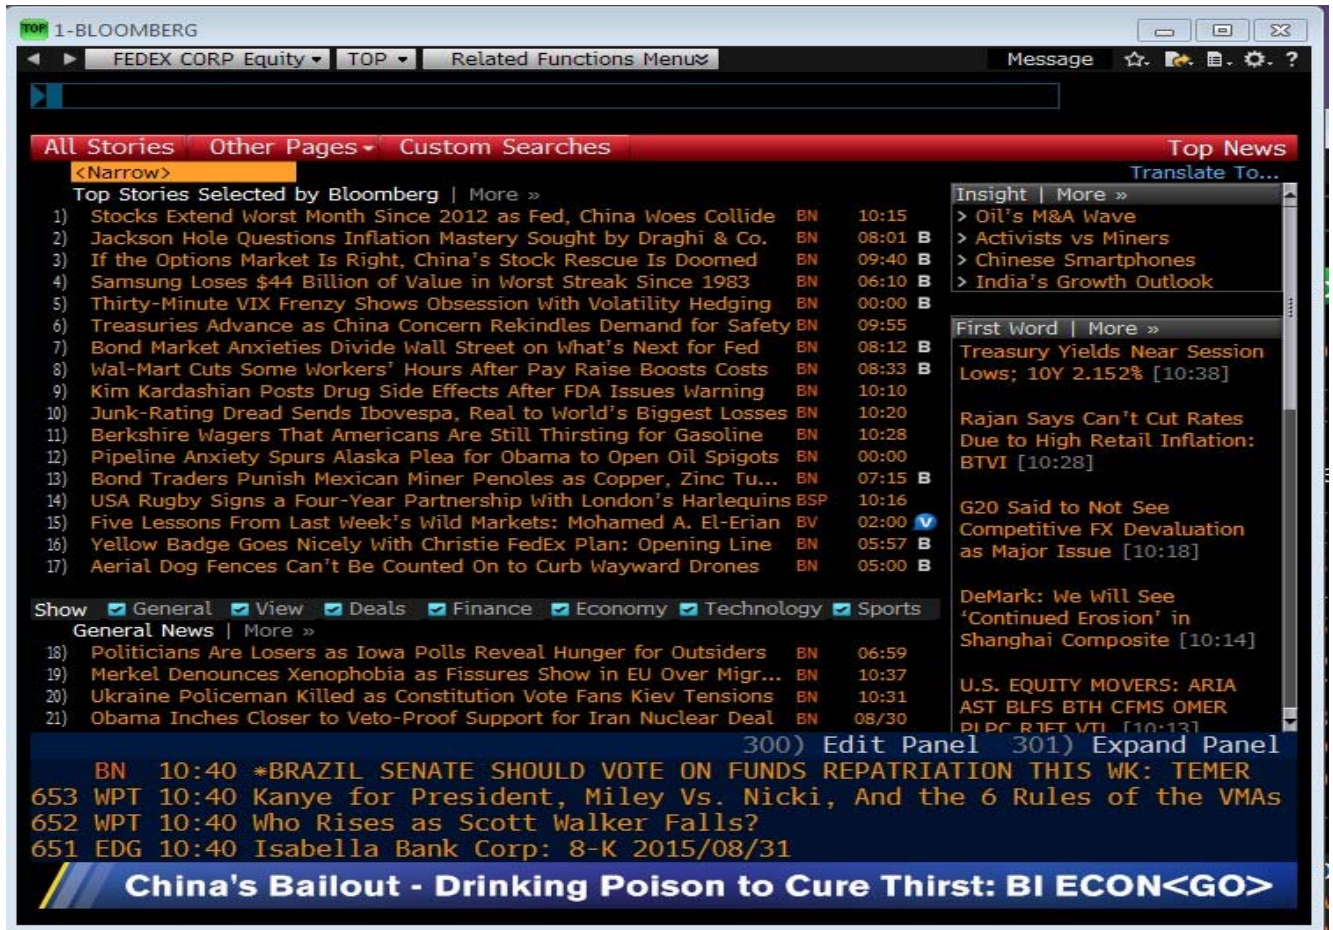 TOP 1-BLOOMBERG
FEDEX CORP Equity TOP Related Functions Menu Message ?
All Stories Other Pages Custom Searches Top News
<Narrow> Translate To...
Top Stories Selected by Bloomberg | More »
1) Stocks Extend Worst Month Since 2012 as Fed, China Woes Collide BN 10:15
2) Jackson Hole Questions Inflation Mastery Sought by Draghi & Co. BN 08:01 B
3) If the Options Market Is Right, China's Stock Rescue Is Doomed BN 09:40 B
4) Samsung Loses $44 Billion of Value in Worst Streak Since 1983 BN 06:10 B
5) Thirty-Minute VIX Frenzy Shows Obsession With Volatility Hedging BN 00:00 B
6) Treasuries Advance as China Concern Rekindles Demand for Safety BN 09:55
7) Bond Market Anxieties Divide Wall Street on What's Next for Fed BN 08:12 B
8) Wal-Mart Cuts Some Workers' Hours After Pay Raise Boosts Costs BN 08:33 B
9) Kim Kardashian Posts Drug Side Effects After FDA Issues Warning BN 10:10
10) Junk-Rating Dread Sends Ibovespa, Real to World's Biggest Losses BN 10:20
11) Berkshire Wagers That Americans Are Still Thirsting for Gasoline BN 10:28
12) Pipeline Anxiety Spurs Alaska Plea for Obama to Open Oil Spigots BN 00:00
13) Bond Traders Punish Mexican Miner Penoles as Copper, Zinc Tu... BN 07:15 B
14) USA Rugby Signs a Four-Year Partnership With London's Harlequins BSP 10:16
15) Five Lessons From Last Week's Wild Markets: Mohamed A. El-Erian BV 02:00 V
16) Yellow Badge Goes Nicely With Christie FedEx Plan: Opening Line BN 05:57 B
17) Aerial Dog Fences Can't Be Counted On to Curb Wayward Drones BN 05:00 B
Show General View Deals Finance Economy Technology Sports
General News | More »
18) Politicians Are Losers as Iowa Polls Reveal Hunger for Outsiders BN 06:59
19) Merkel Denounces Xenophobia as Fissures Show in EU Over Migr... BN 10:37
20) Ukraine Policeman Killed as Constitution Vote Fans Kiev Tensions BN 10:31
21) Obama Inches Closer to Veto-Proof Support for Iran Nuclear Deal BN 08/30
Insight | More »
> Oil's M&A Wave
> Activists vs Miners
> Chinese Smartphones
> India's Growth Outlook
First Word | More »
Treasury Yields Near Session
Lows; 10Y 2.152% [10:38]
Rajan Says Can't Cut Rates
Due to High Retail Inflation:
BTVI [10:28]
G20 Said to Not See
Competitive FX Devaluation
as Major Issue [10:18]
DeMark: We Will See
'Continued Erosion' in
Shanghai Composite [10:14]
U.S. EQUITY MOVERS: ARIA
AST BLFS BTH CFMS OMER
PLPC RJET VTL [10:13]
300) Edit Panel 301) Expand Panel
BN 10:40 *BRAZIL SENATE SHOULD VOTE ON FUNDS REPATRIATION THIS WK: TEMER
653 WPT 10:40 Kanye for President, Miley Vs. Nicki, And the 6 Rules of the VMAs
652 WPT 10:40 Who Rises as Scott Walker Falls?
651 EDG 10:40 Isabella Bank Corp: 8-K 2015/08/31
China's Bailout - Drinking Poison to Cure Thirst: BI ECON<GO>